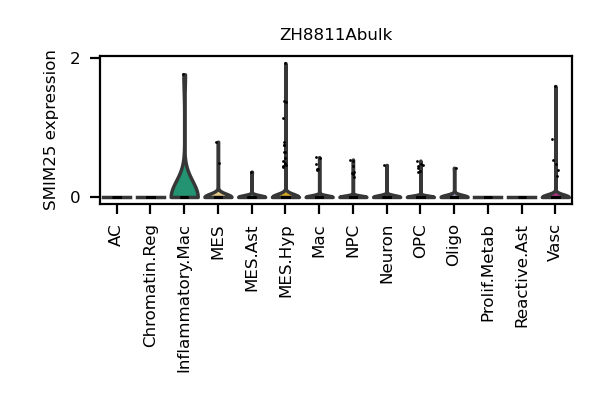 ZH8811Abulk
SMIM25 expression
2
0
AC
Chromatin.Reg
Inflammatory.Mac
MES
MES.Ast
MES.Hyp
Mac
NPC
Neuron
OPC
Oligo
Prolif.Metab
Reactive.Ast
Vasc